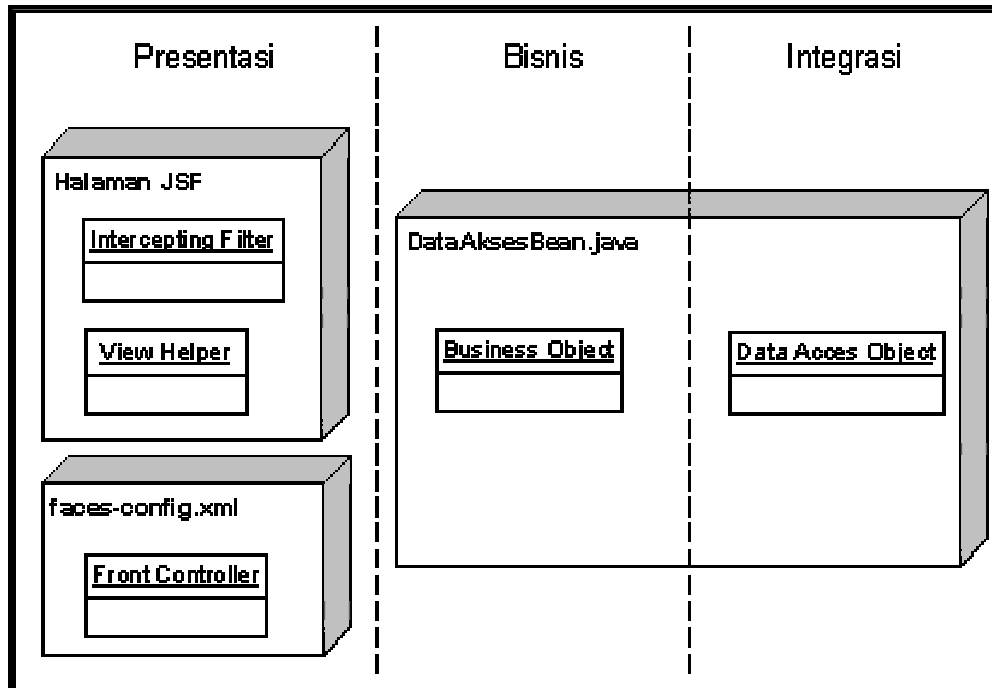 Presentasi
Bisnis
Integrasi
Halaman JSF
Intercepting Filter
View Helper
faces-config.xml
Front Controller
DataAksesBean.java
Business Object
Data Acces Object